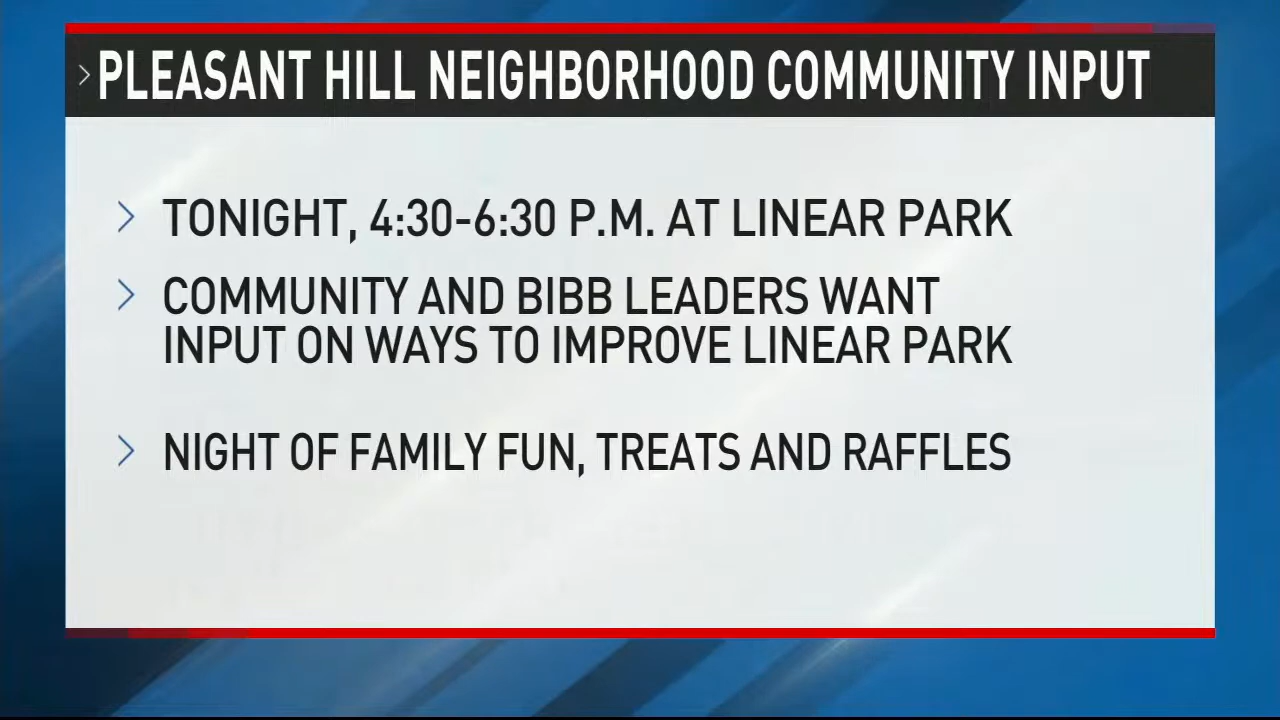 PLEASANT HILL NEIGHBORHOOD COMMUNITY INPUT
TONIGHT, 4:30-6:30 P.M. AT LINEAR PARK
COMMUNITY AND BIBB LEADERS WANT
INPUT ON WAYS TO IMPROVE LINEAR PARK
NIGHT OF FAMILY FUN, TREATS AND RAFFLES